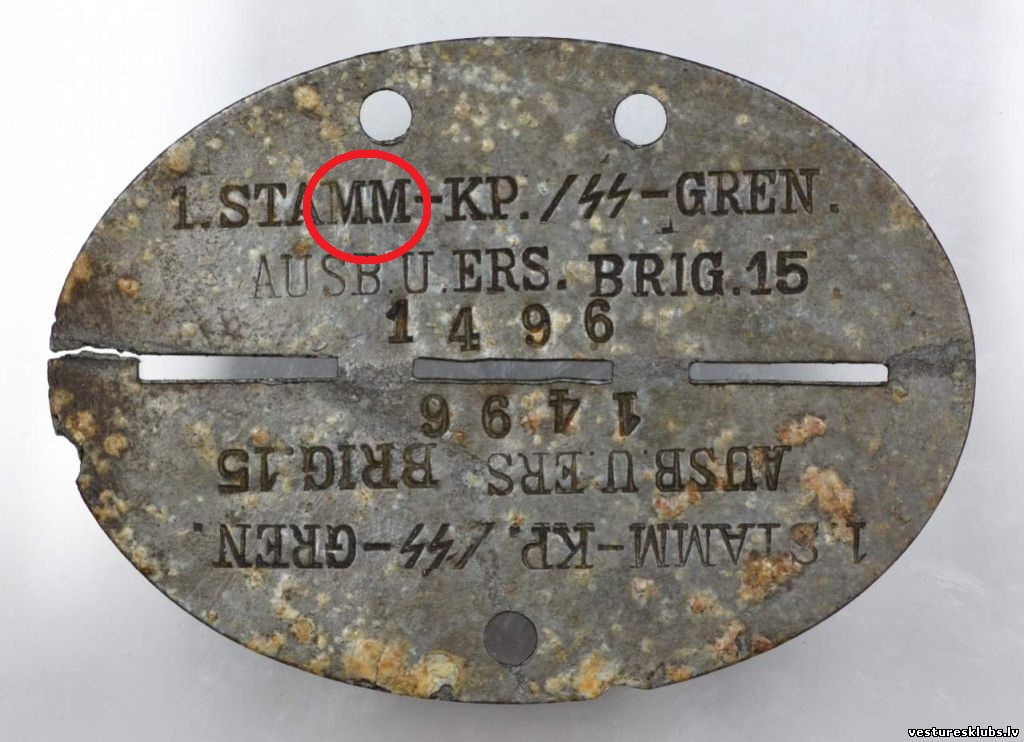 1.STAMM-KP./ᛋᛋ-GREN.
AUSB.U.ERS. BRIG.15
1496
1496
AUSB.U.ERS BRIG.15
1.STAMM-KP./ᛋᛋ-GREN.
vesturesklubs.lv